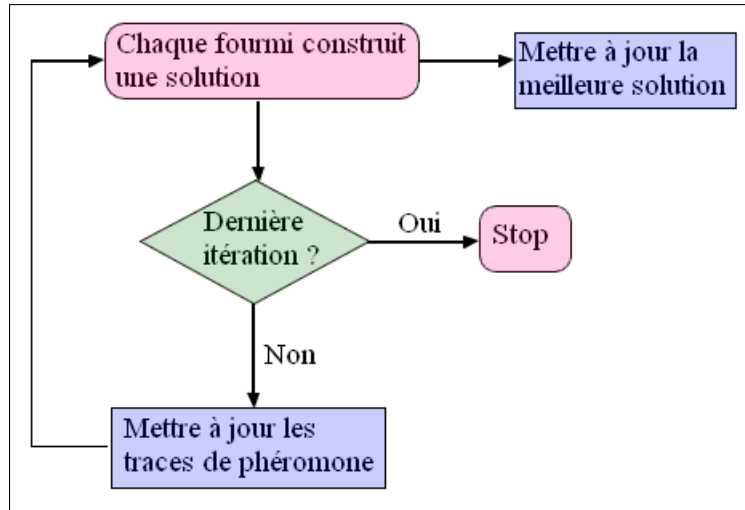 Chaque fourmi construit
une solution
Mettre à jour la
meilleure solution
Dernière
itération ?
Oui
Stop
Non
Mettre à jour les
traces de phéromone